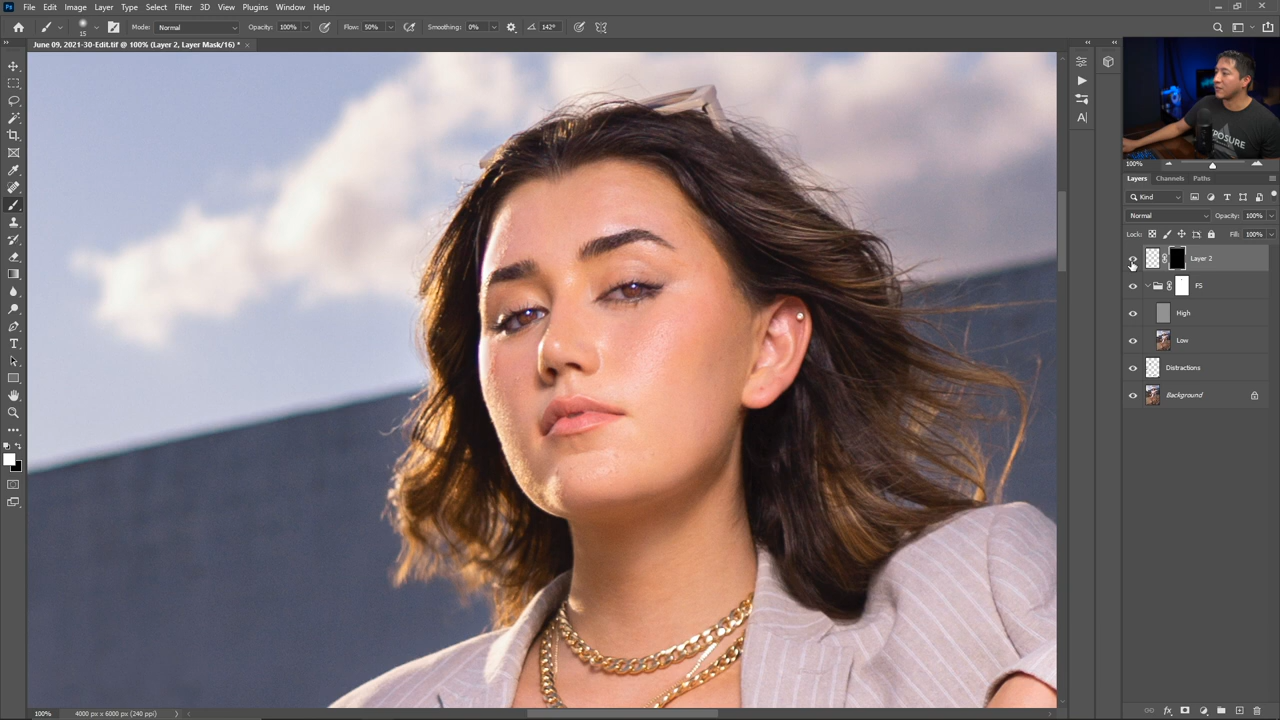 Ps File Edit Image Layer Type Select Filter 3D View Plugins Window Help
15 Mode: Normal Opacity: 100% Flow: 50% Smoothing: 0% 142°
June 09, 2021-30-Edit.tif @ 100% (Layer 2, Layer Mask/16) * ×
XPOSURE
100%
Layers Channels Paths
Kind
Normal Opacity: 100%
Lock: Fill: 100%
Layer 2
FS
High
Low
Distractions
Background
100% 4000 px x 6000 px (240 ppi)